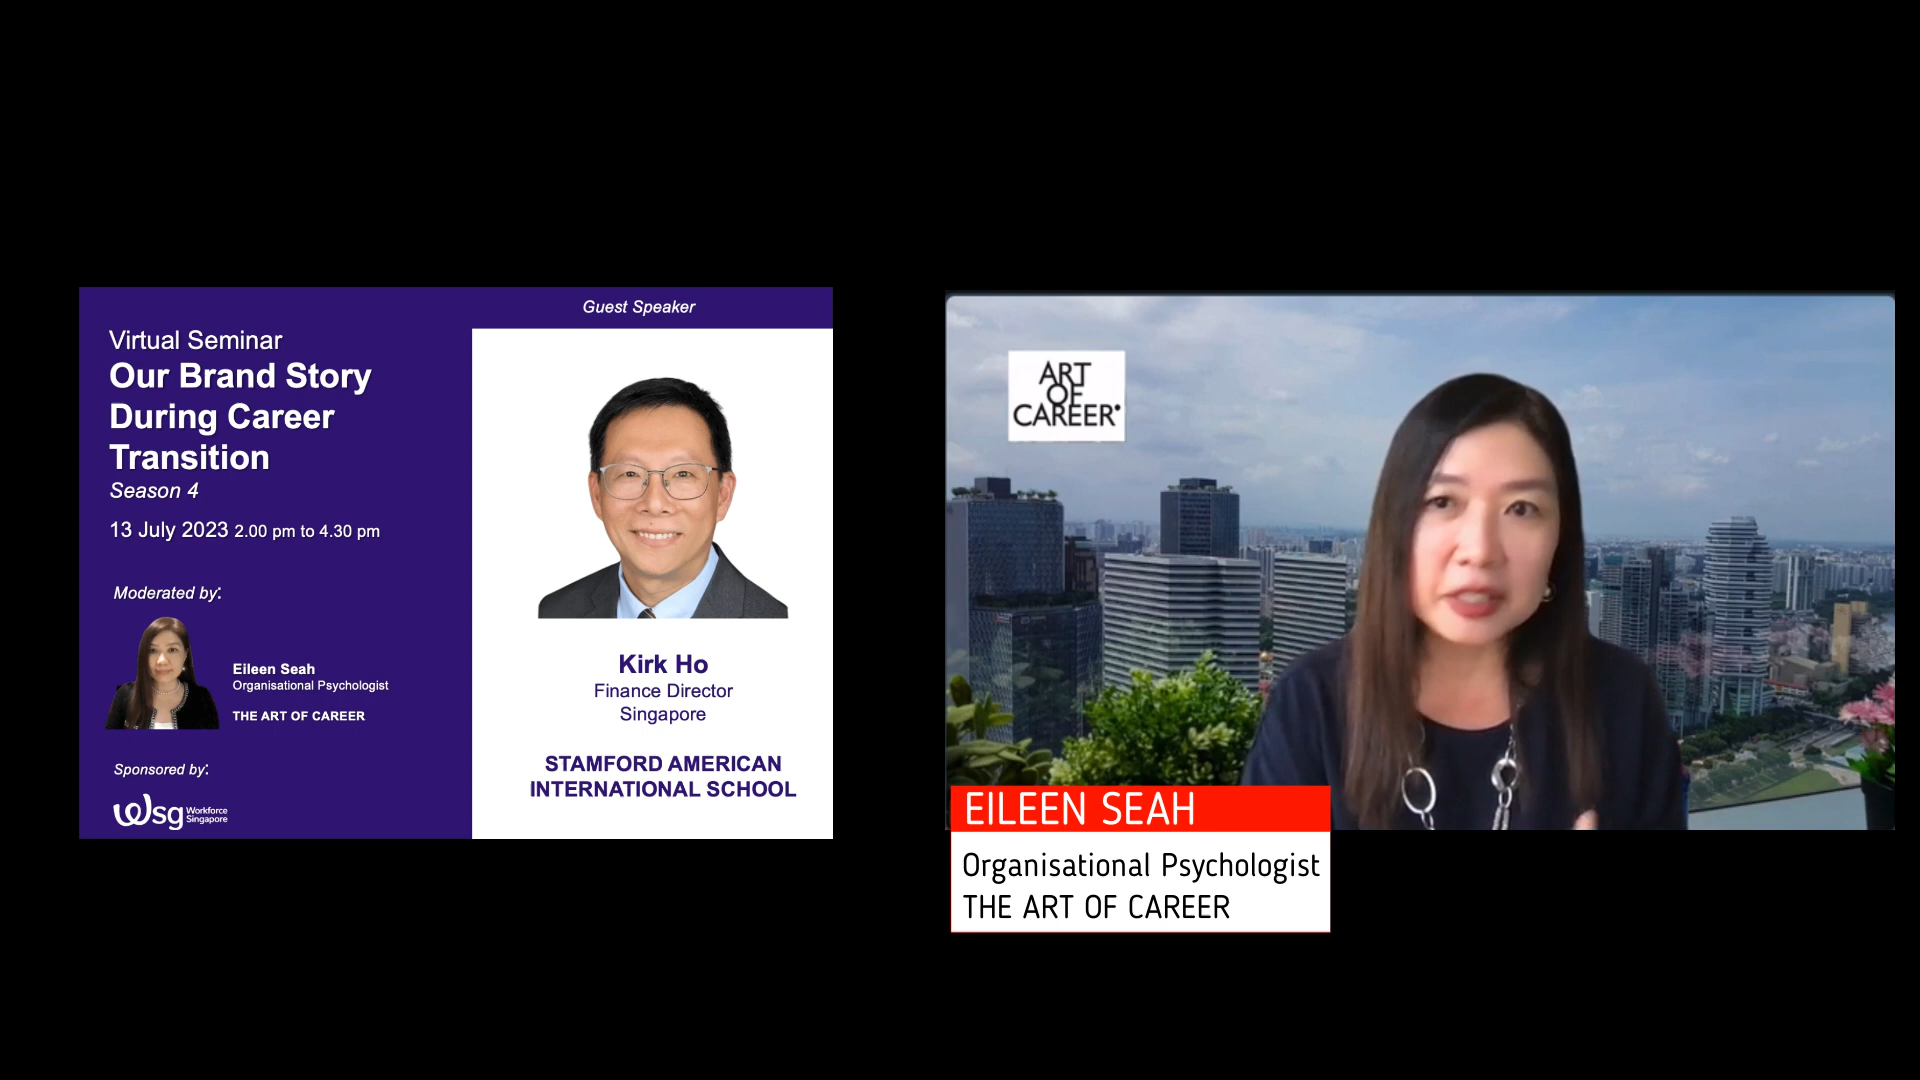 Guest Speaker
Virtual Seminar
Our Brand Story
During Career
Transition
Season 4
13 July 2023 2.00 pm to 4.30 pm
Moderated by:
Eileen Seah
Organisational Psychologist
THE ART OF CAREER
Sponsored by:
wsg Workforce
Singapore
Kirk Ho
Finance Director
Singapore
STAMFORD AMERICAN
INTERNATIONAL SCHOOL
ART
OF
CAREER
EILEEN SEAH
Organisational Psychologist
THE ART OF CAREER